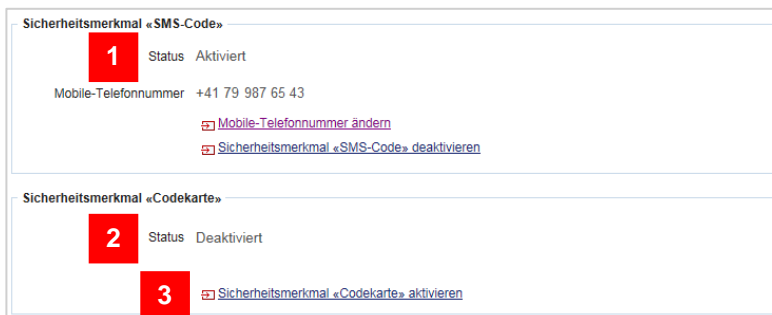 Sicherheitsmerkmal «SMS-Code»
1 Status Aktiviert
Mobile-Telefonnummer +41 79 987 65 43
Mobile-Telefonnummer ändern
Sicherheitsmerkmal «SMS-Code» deaktivieren
Sicherheitsmerkmal «Codekarte»
2 Status Deaktiviert
3 Sicherheitsmerkmal «Codekarte» aktivieren